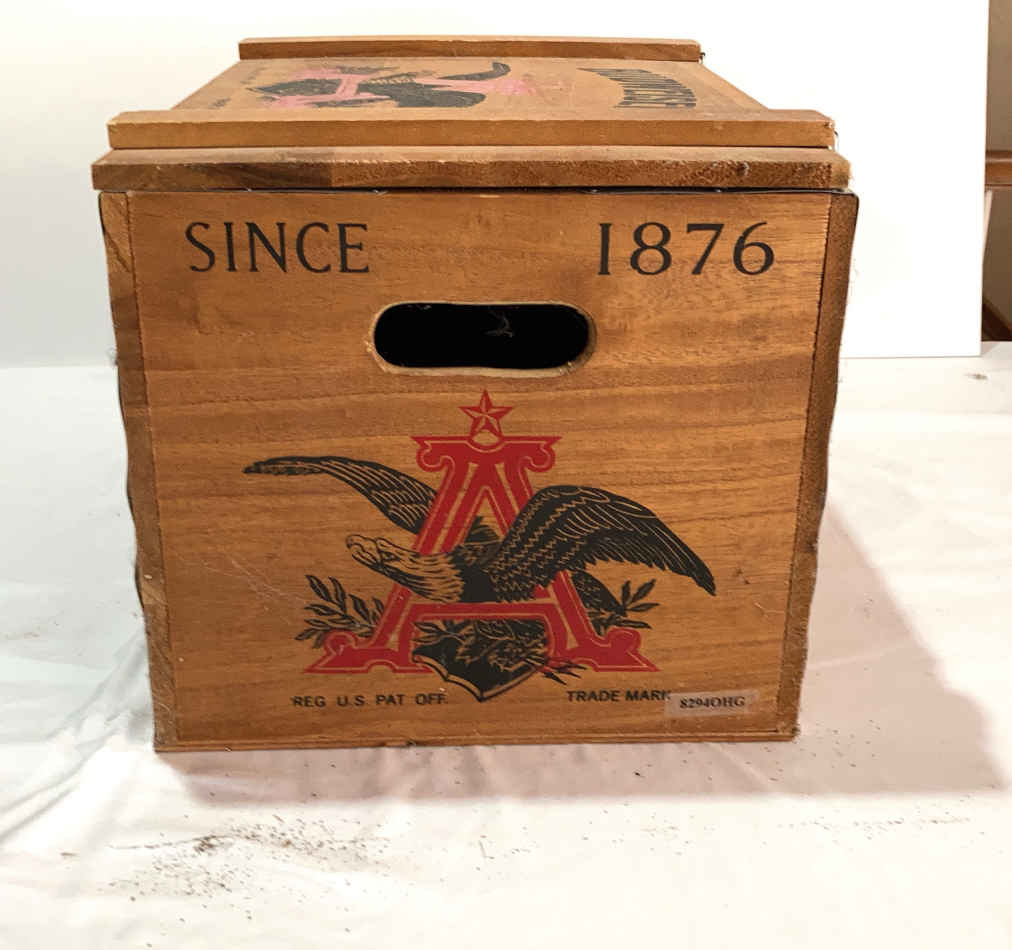 SINCE 1876
REG U.S. PAT OFF.
TRADE MARK
8294OHG